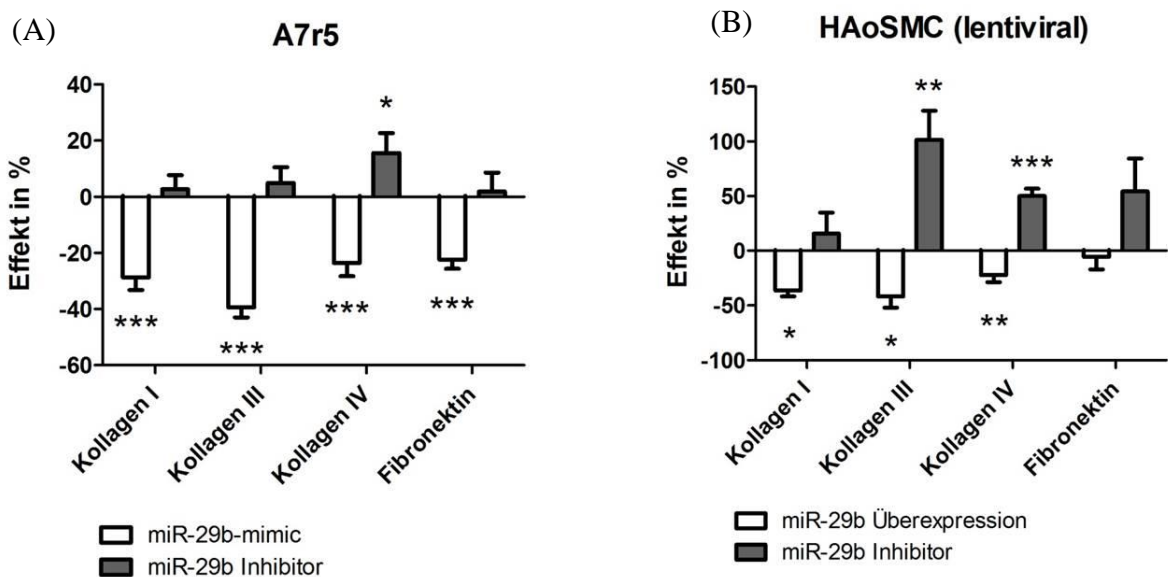 (A)
A7r5
Effekt in %
40
20
0
-20
-40
-60
*
***
***
***
***
Kollagen I
Kollagen III
Kollagen IV
Fibronektin
miR-29b-mimic
miR-29b Inhibitor
(B)
HAoSMC (lentiviral)
Effekt in %
150
100
50
0
-50
-100
**
***
*
*
**
Kollagen I
Kollagen III
Kollagen IV
Fibronektin
miR-29b Überexpression
miR-29b Inhibitor